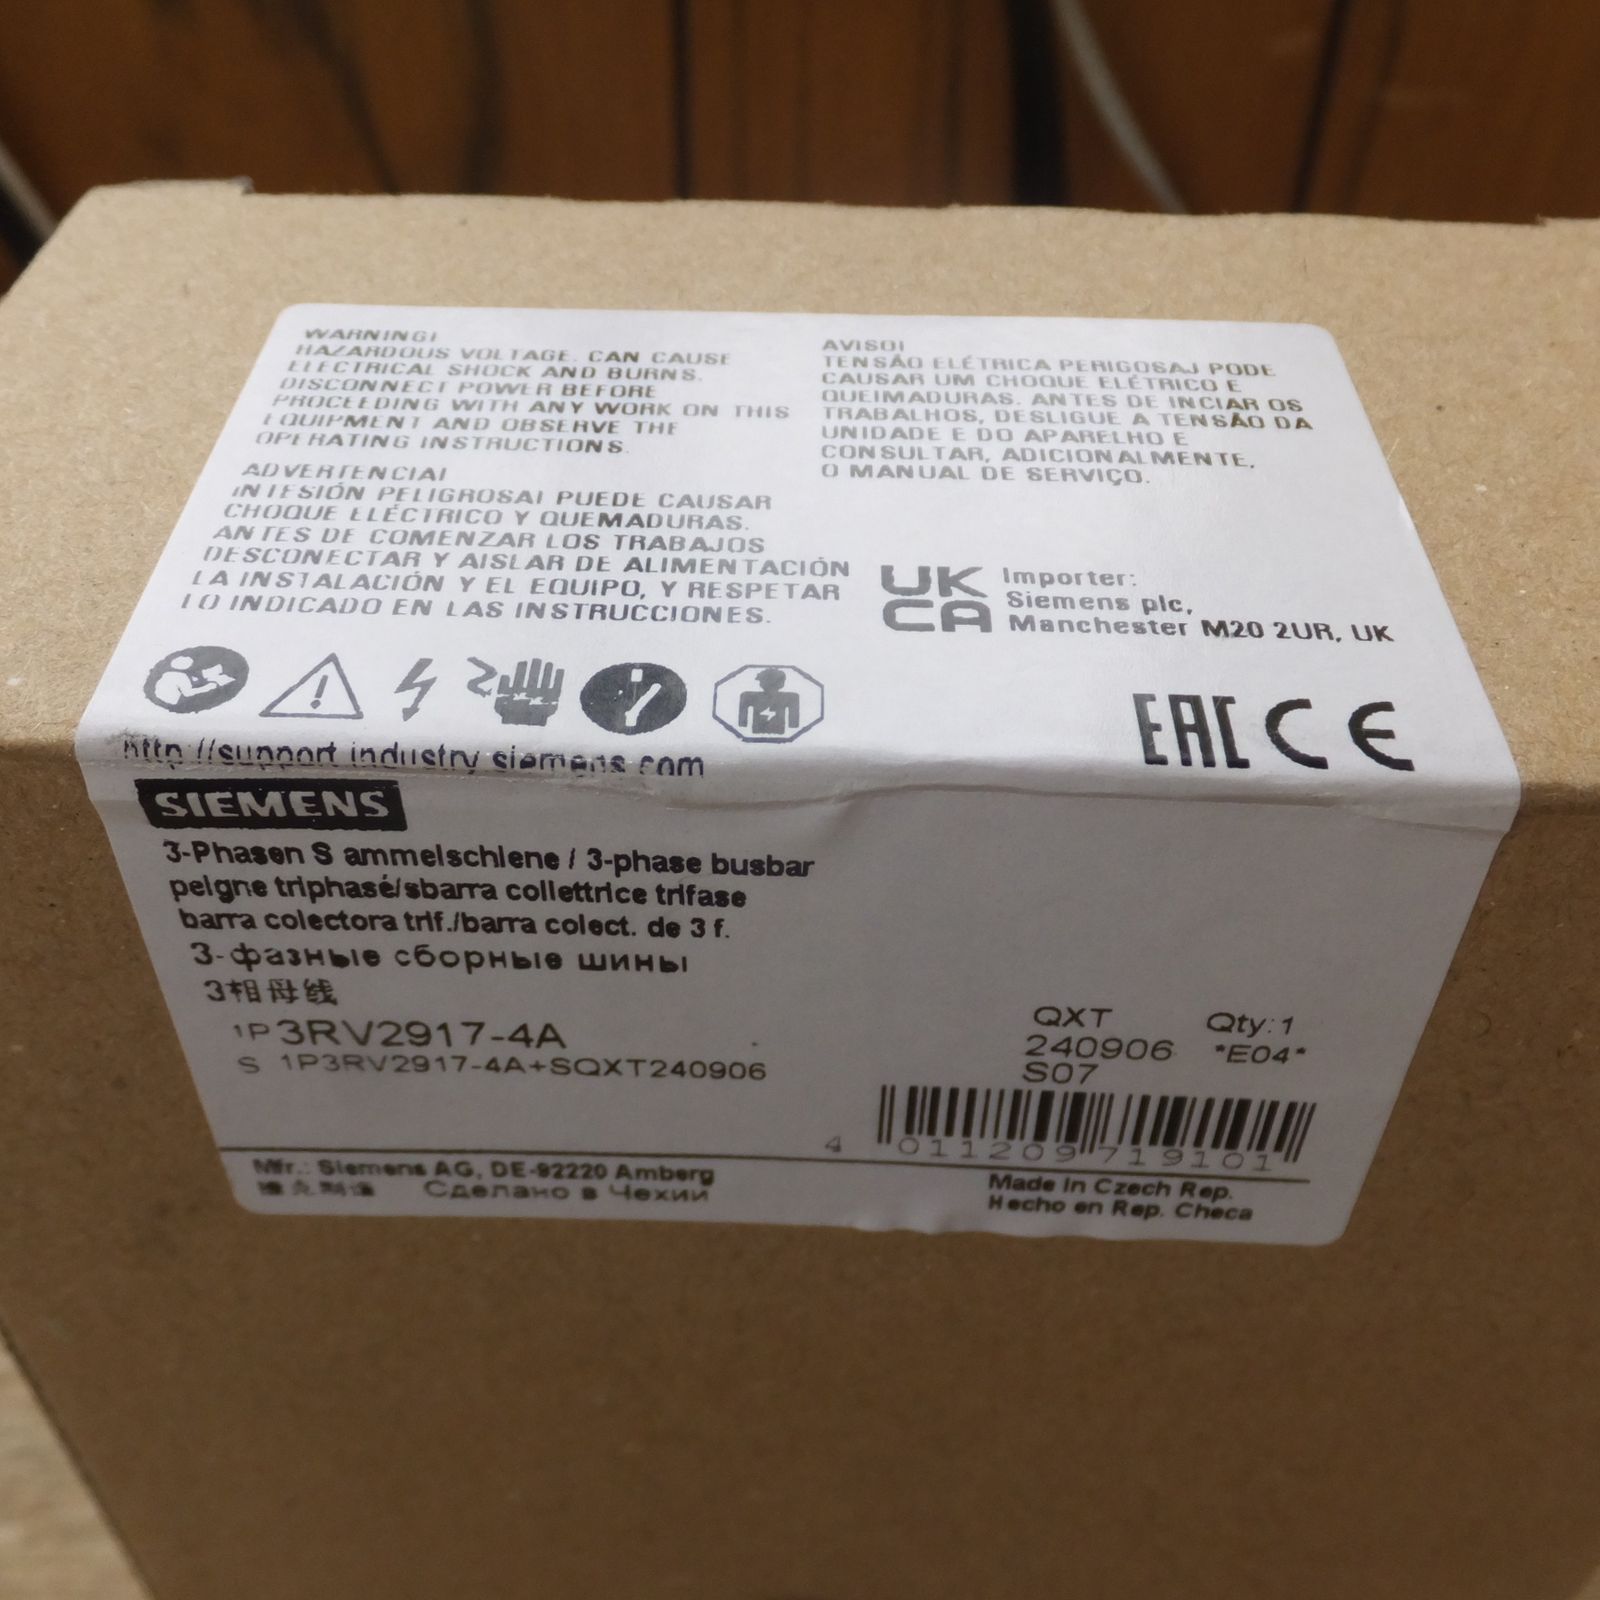 WARNING!
HAZARDOUS VOLTAGE. CAN CAUSE
ELECTRICAL SHOCK AND BURNS.
DISCONNECT POWER BEFORE
PROCEEDING WITH ANY WORK ON THIS
EQUIPMENT AND OBSERVE THE
OPERATING INSTRUCTIONS.
ADVERTENCIA!
¡NTESIÓN PELIGROSA! PUEDE CAUSAR
CHOQUE ELÉCTRICO Y QUEMADURAS.
ANTES DE COMENZAR LOS TRABAJOS
DESCONECTAR Y AISLAR DE ALIMENTACIÓN
LA INSTALACIÓN Y EL EQUIPO, Y RESPETAR
LO INDICADO EN LAS INSTRUCCIONES.
AVISO!
TENSÃO ELÉTRICA PERIGOSA¡ PODE
CAUSAR UM CHOQUE ELÉTRICO E
QUEIMADURAS. ANTES DE INCIAR OS
TRABALHOS, DESLIGUE A TENSÃO DA
UNIDADE E DO APARELHO E
CONSULTAR, ADICIONALMENTE,
O MANUAL DE SERVIÇO.
UK
CA
Importer:
Siemens plc,
Manchester M20 2UR, UK
EAC CE
http://support.industry.siemens.com
SIEMENS
3-Phasen S ammelschiene / 3-phase busbar
peigne triphasé/sbarra collettrice trifase
barra colectora trif./barra colect. de 3 f.
3-фазные сборные шины
3相母线
1P 3RV2917-4A
S 1P3RV2917-4A+SQXT240906
QXT
240906
S07
Qty:1
*E04*
4 011209 719101
Mfr.: Siemens AG, DE-92220 Amberg
Сделано в Чехии
Made in Czech Rep.
Hecho en Rep. Checa